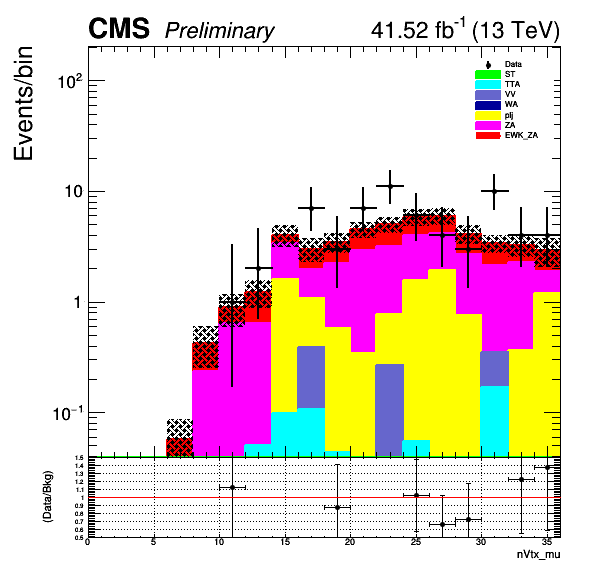 CMS Preliminary 41.52 fb⁻¹ (13 TeV)
Events/bin
10²
10
1
10⁻¹
Data
ST
TTA
VV
WA
plj
ZA
EWK_ZA
(Data/Bkg)
1.5
1.4
1.3
1.2
1.1
1
0.9
0.8
0.7
0.6
0.5
0 5 10 15 20 25 30 35
nVtx_mu